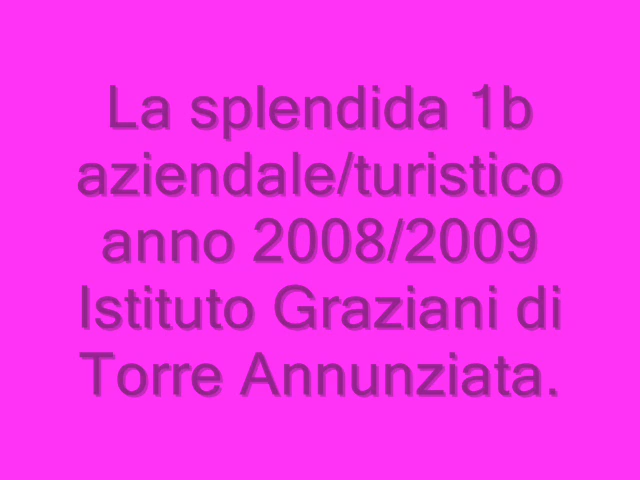 La splendida 1b
aziendale/turistico
anno 2008/2009
Istituto Graziani di
Torre Annunziata.